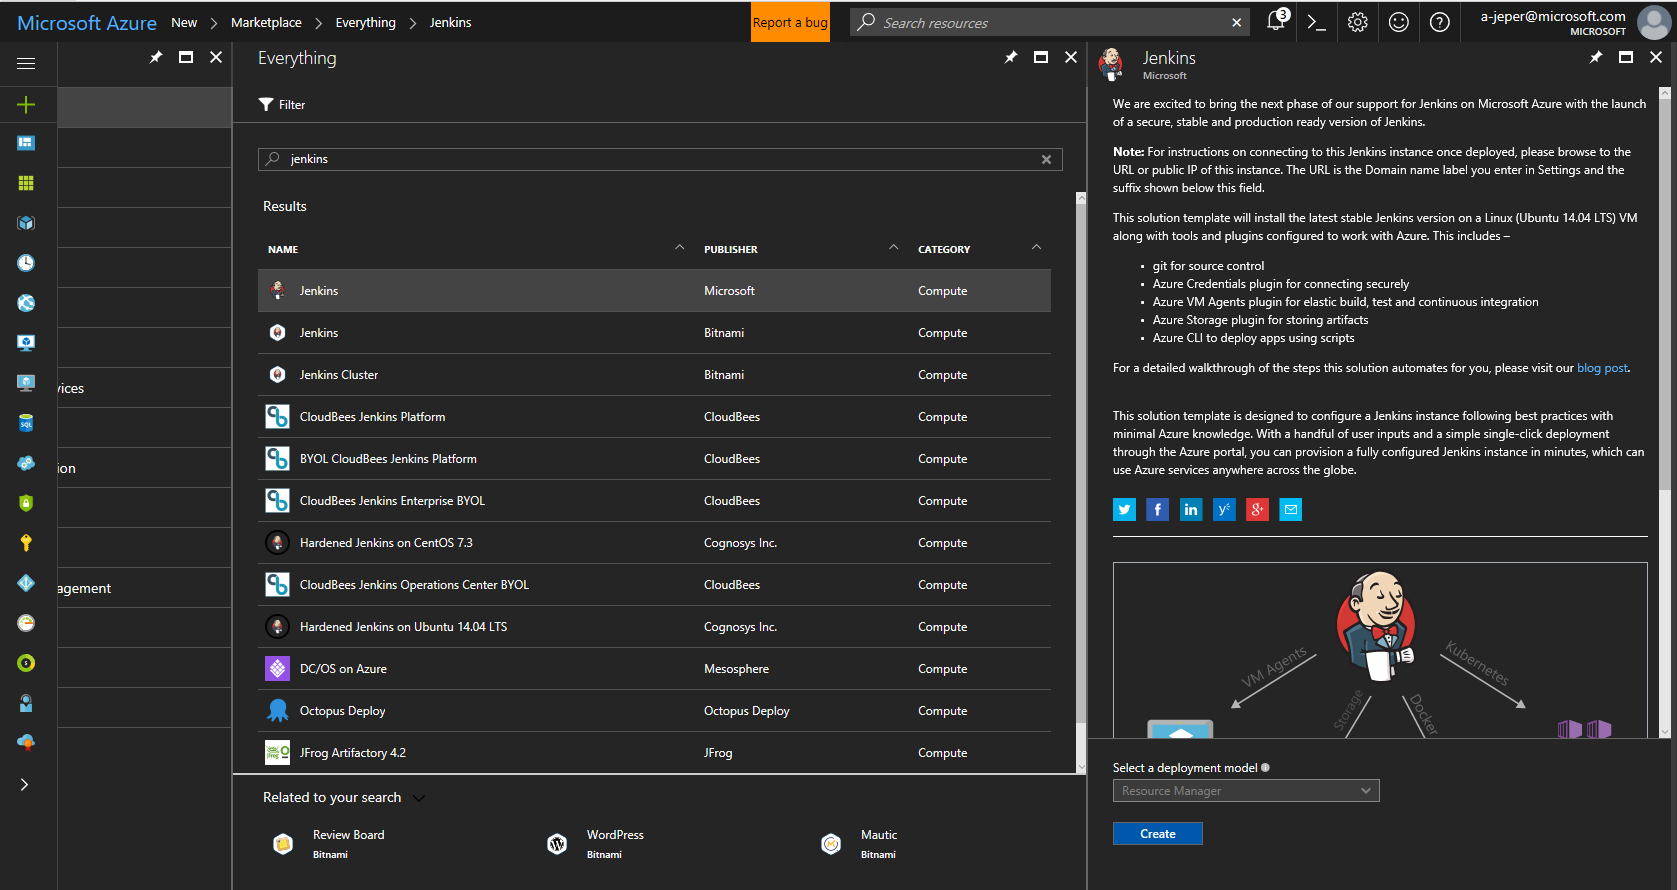 Microsoft Azure New > Marketplace > Everything > Jenkins
Report a bug
Search resources
3
a-jeper@microsoft.com
MICROSOFT
vices
ion
agement
Everything
Filter
jenkins
Results
NAME PUBLISHER CATEGORY
Jenkins Microsoft Compute
Jenkins Bitnami Compute
Jenkins Cluster Bitnami Compute
CloudBees Jenkins Platform CloudBees Compute
BYOL CloudBees Jenkins Platform CloudBees Compute
CloudBees Jenkins Enterprise BYOL CloudBees Compute
Hardened Jenkins on CentOS 7.3 Cognosys Inc. Compute
CloudBees Jenkins Operations Center BYOL CloudBees Compute
Hardened Jenkins on Ubuntu 14.04 LTS Cognosys Inc. Compute
DC/OS on Azure Mesosphere Compute
Octopus Deploy Octopus Deploy Compute
JFrog Artifactory 4.2 JFrog Compute
Related to your search
Review Board
Bitnami
WordPress
Bitnami
Mautic
Bitnami
Jenkins
Microsoft
We are excited to bring the next phase of our support for Jenkins on Microsoft Azure with the launch
of a secure, stable and production ready version of Jenkins.
Note: For instructions on connecting to this Jenkins instance once deployed, please browse to the
URL or public IP of this instance. The URL is the Domain name label you enter in Settings and the
suffix shown below this field.
This solution template will install the latest stable Jenkins version on a Linux (Ubuntu 14.04 LTS) VM
along with tools and plugins configured to work with Azure. This includes –
• git for source control
• Azure Credentials plugin for connecting securely
• Azure VM Agents plugin for elastic build, test and continuous integration
• Azure Storage plugin for storing artifacts
• Azure CLI to deploy apps using scripts
For a detailed walkthrough of the steps this solution automates for you, please visit our blog post.
This solution template is designed to configure a Jenkins instance following best practices with
minimal Azure knowledge. With a handful of user inputs and a simple single-click deployment
through the Azure portal, you can provision a fully configured Jenkins instance in minutes, which can
use Azure services anywhere across the globe.
VM Agents
Storage
Docker
Kubernetes
Select a deployment model
Resource Manager
Create